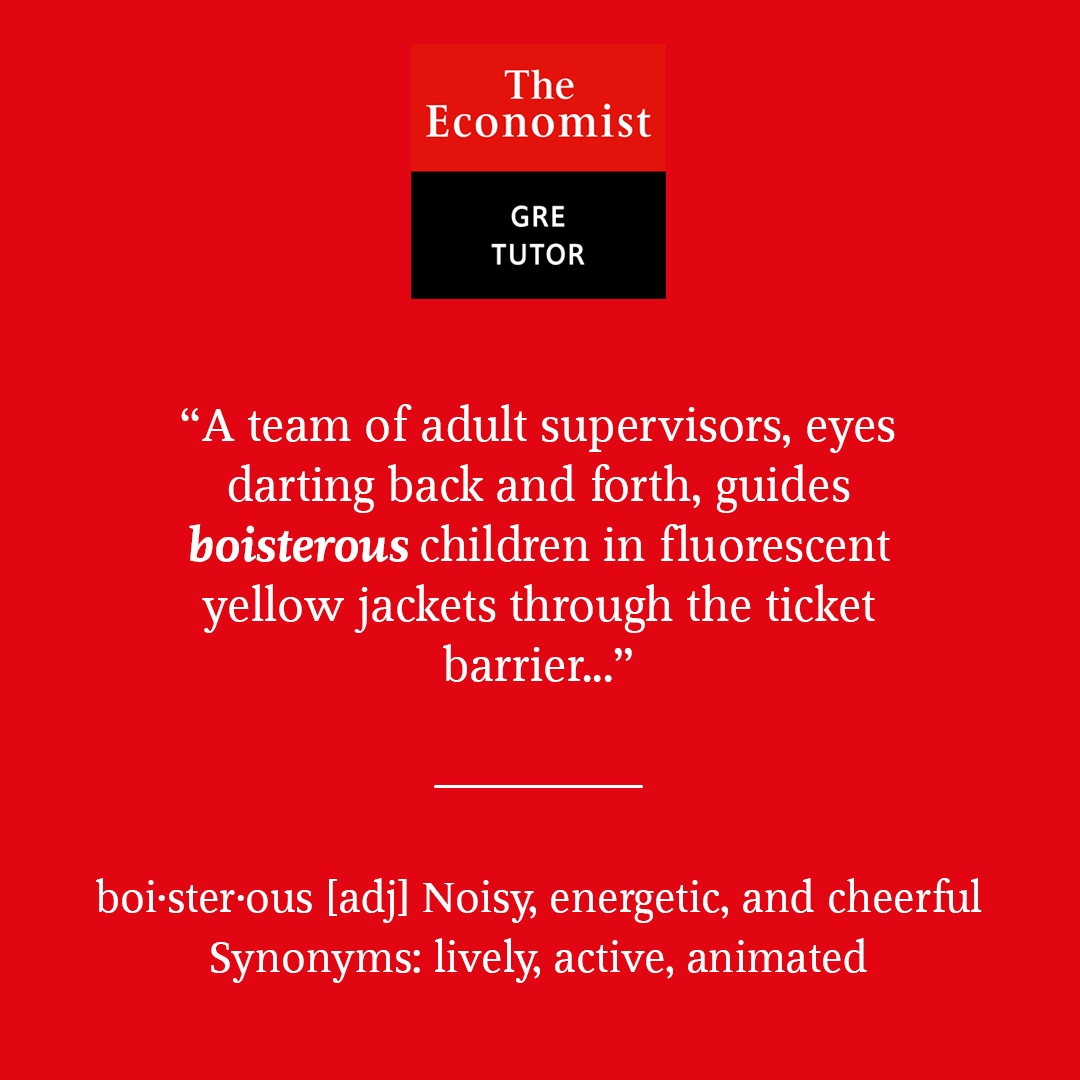 The
Economist
GRE
TUTOR
“A team of adult supervisors, eyes
darting back and forth, guides
boisterous children in fluorescent
yellow jackets through the ticket
barrier...”
boi·ster·ous [adj] Noisy, energetic, and cheerful
Synonyms: lively, active, animated